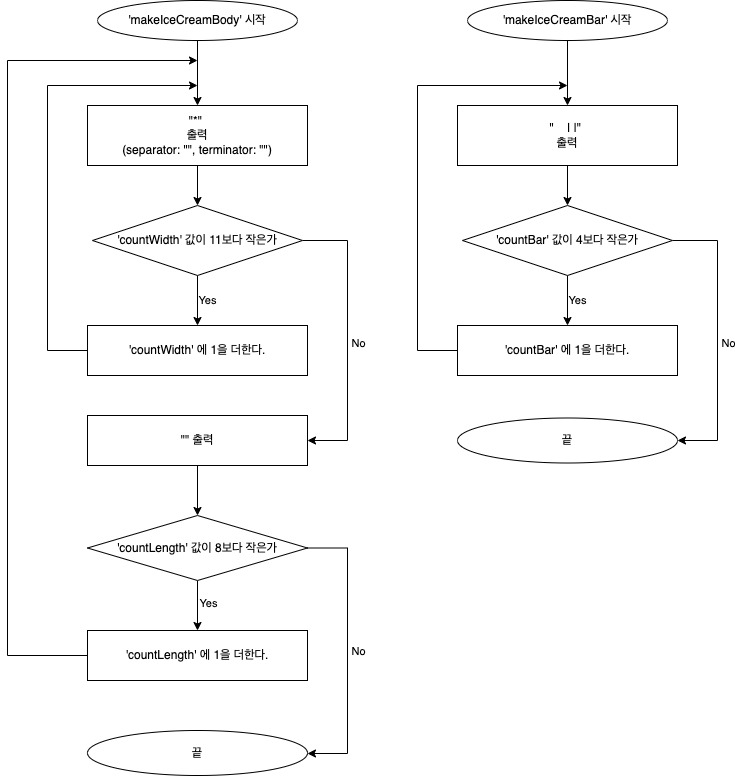 'makeIceCreamBody' 시작
"*"
출력
(separator: "", terminator: "")
'countWidth' 값이 11보다 작은가
Yes
No
'countWidth' 에 1을 더한다.
"" 출력
'countLength' 값이 8보다 작은가
Yes
No
'countLength' 에 1을 더한다.
끝
'makeIceCreamBar' 시작
"    | |"
출력
'countBar' 값이 4보다 작은가
Yes
No
'countBar' 에 1을 더한다.
끝